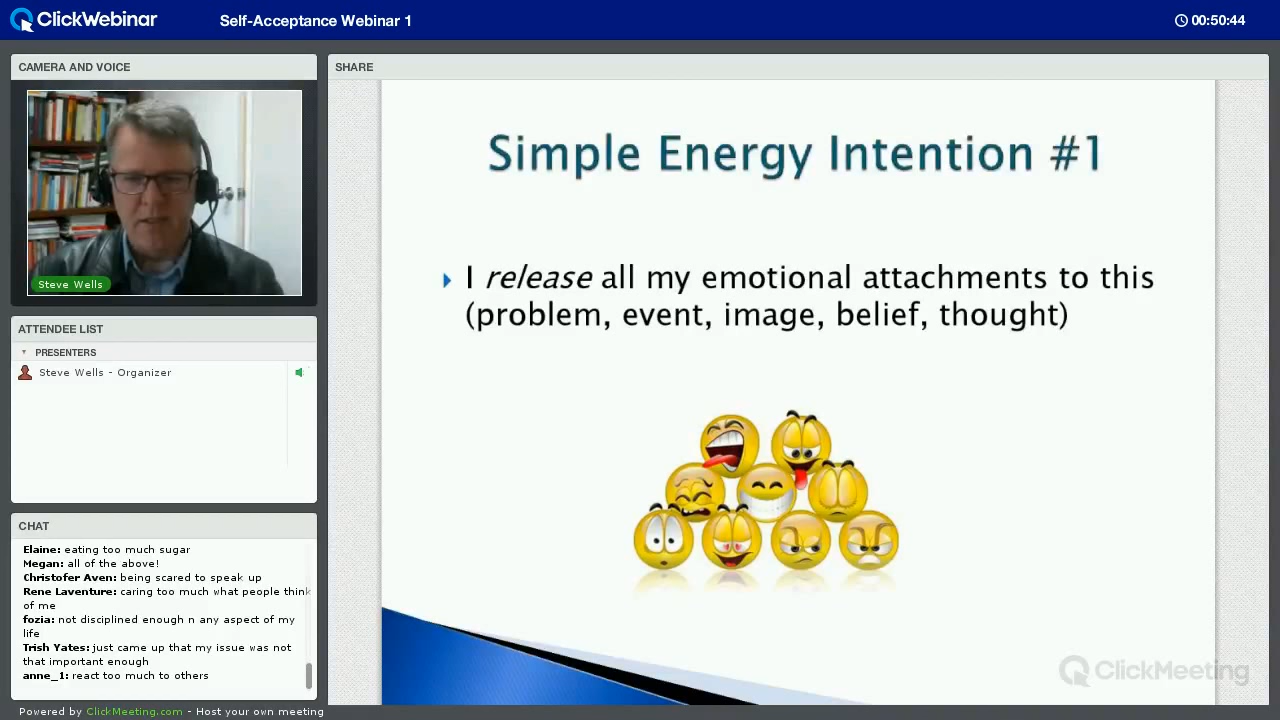 ClickWebinar
Self-Acceptance Webinar 1
00:50:44
CAMERA AND VOICE
Steve Wells
ATTENDEE LIST
PRESENTERS
Steve Wells - Organizer
CHAT
Elaine: eating too much sugar
Megan: all of the above!
Christofer Aven: being scared to speak up
Rene Laventure: caring too much what people think
of me
fozia: not disciplined enough n any aspect of my
life
Trish Yates: just came up that my issue was not
that important enough
anne_1: react too much to others
SHARE
Simple Energy Intention #1
I release all my emotional attachments to this
(problem, event, image, belief, thought)
ClickMeeting
Powered by ClickMeeting.com - Host your own meeting